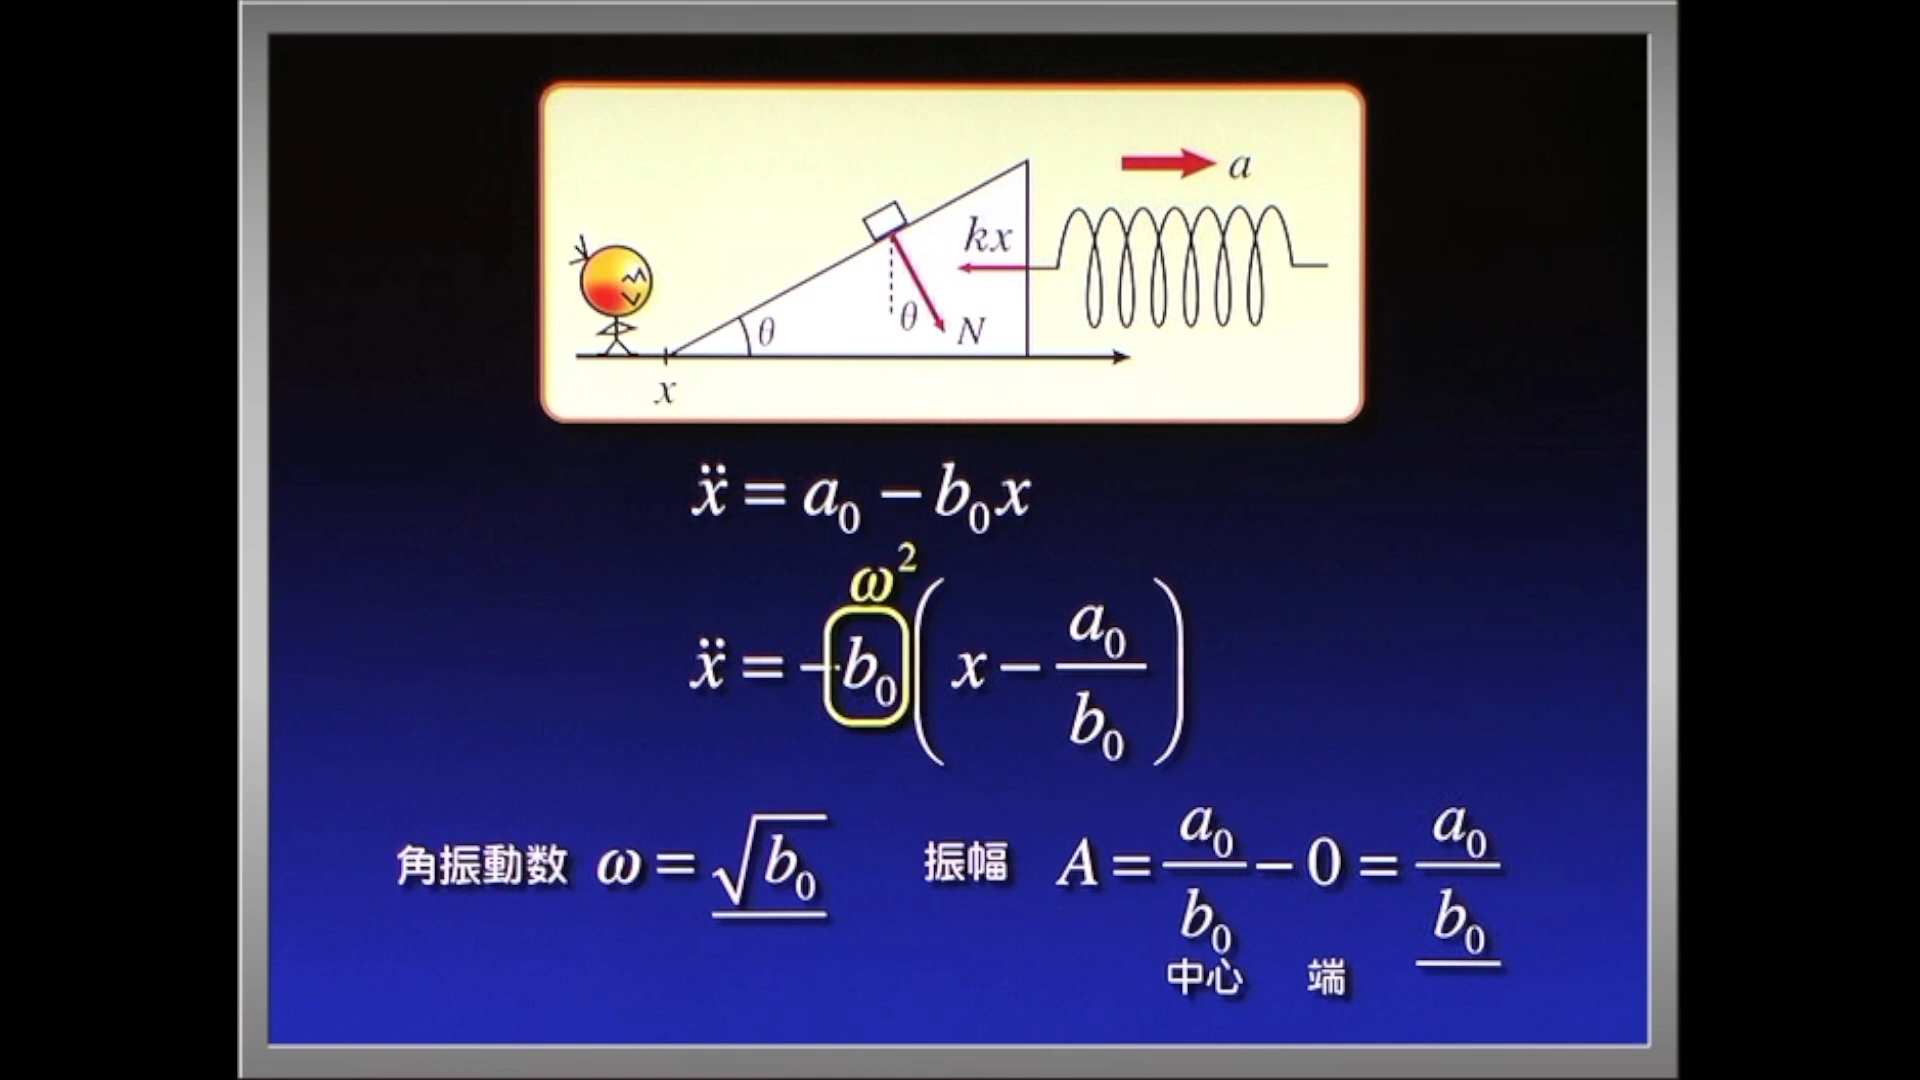 a
kx
θ
θ
N
x
ẍ = a₀ − b₀x
ω²
ẍ = −b₀(x − a₀/b₀)
角振動数 ω = √b₀ 振幅 A = a₀/b₀ − 0 = a₀/b₀
中心 端